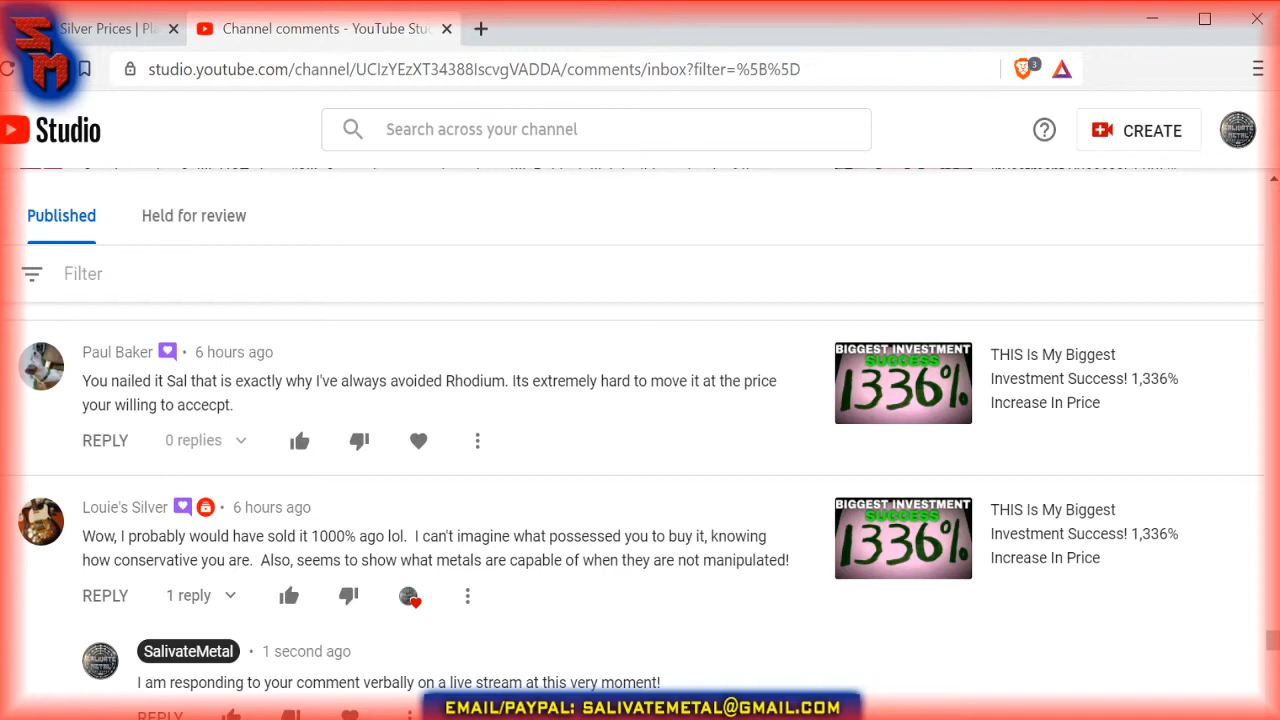 SM
Silver Prices | Pla
Channel comments - YouTube Stu
studio.youtube.com/channel/UCIzYEzXT34388IscvgVADDA/comments/inbox?filter=%5B%5D
3
Studio
Search across your channel
CREATE
Published
Held for review
Filter
Paul Baker • 6 hours ago
You nailed it Sal that is exactly why I've always avoided Rhodium. Its extremely hard to move it at the price
your willing to accecpt.
REPLY 0 replies
BIGGEST INVESTMENT
SUCCESS
1336%
THIS Is My Biggest
Investment Success! 1,336%
Increase In Price
Louie's Silver • 6 hours ago
Wow, I probably would have sold it 1000% ago lol.  I can't imagine what possessed you to buy it, knowing
how conservative you are.  Also, seems to show what metals are capable of when they are not manipulated!
REPLY 1 reply
BIGGEST INVESTMENT
SUCCESS
1336%
THIS Is My Biggest
Investment Success! 1,336%
Increase In Price
SalivateMetal • 1 second ago
I am responding to your comment verbally on a live stream at this very moment!
REPLY
EMAIL/PAYPAL: SALIVATEMETAL@GMAIL.COM